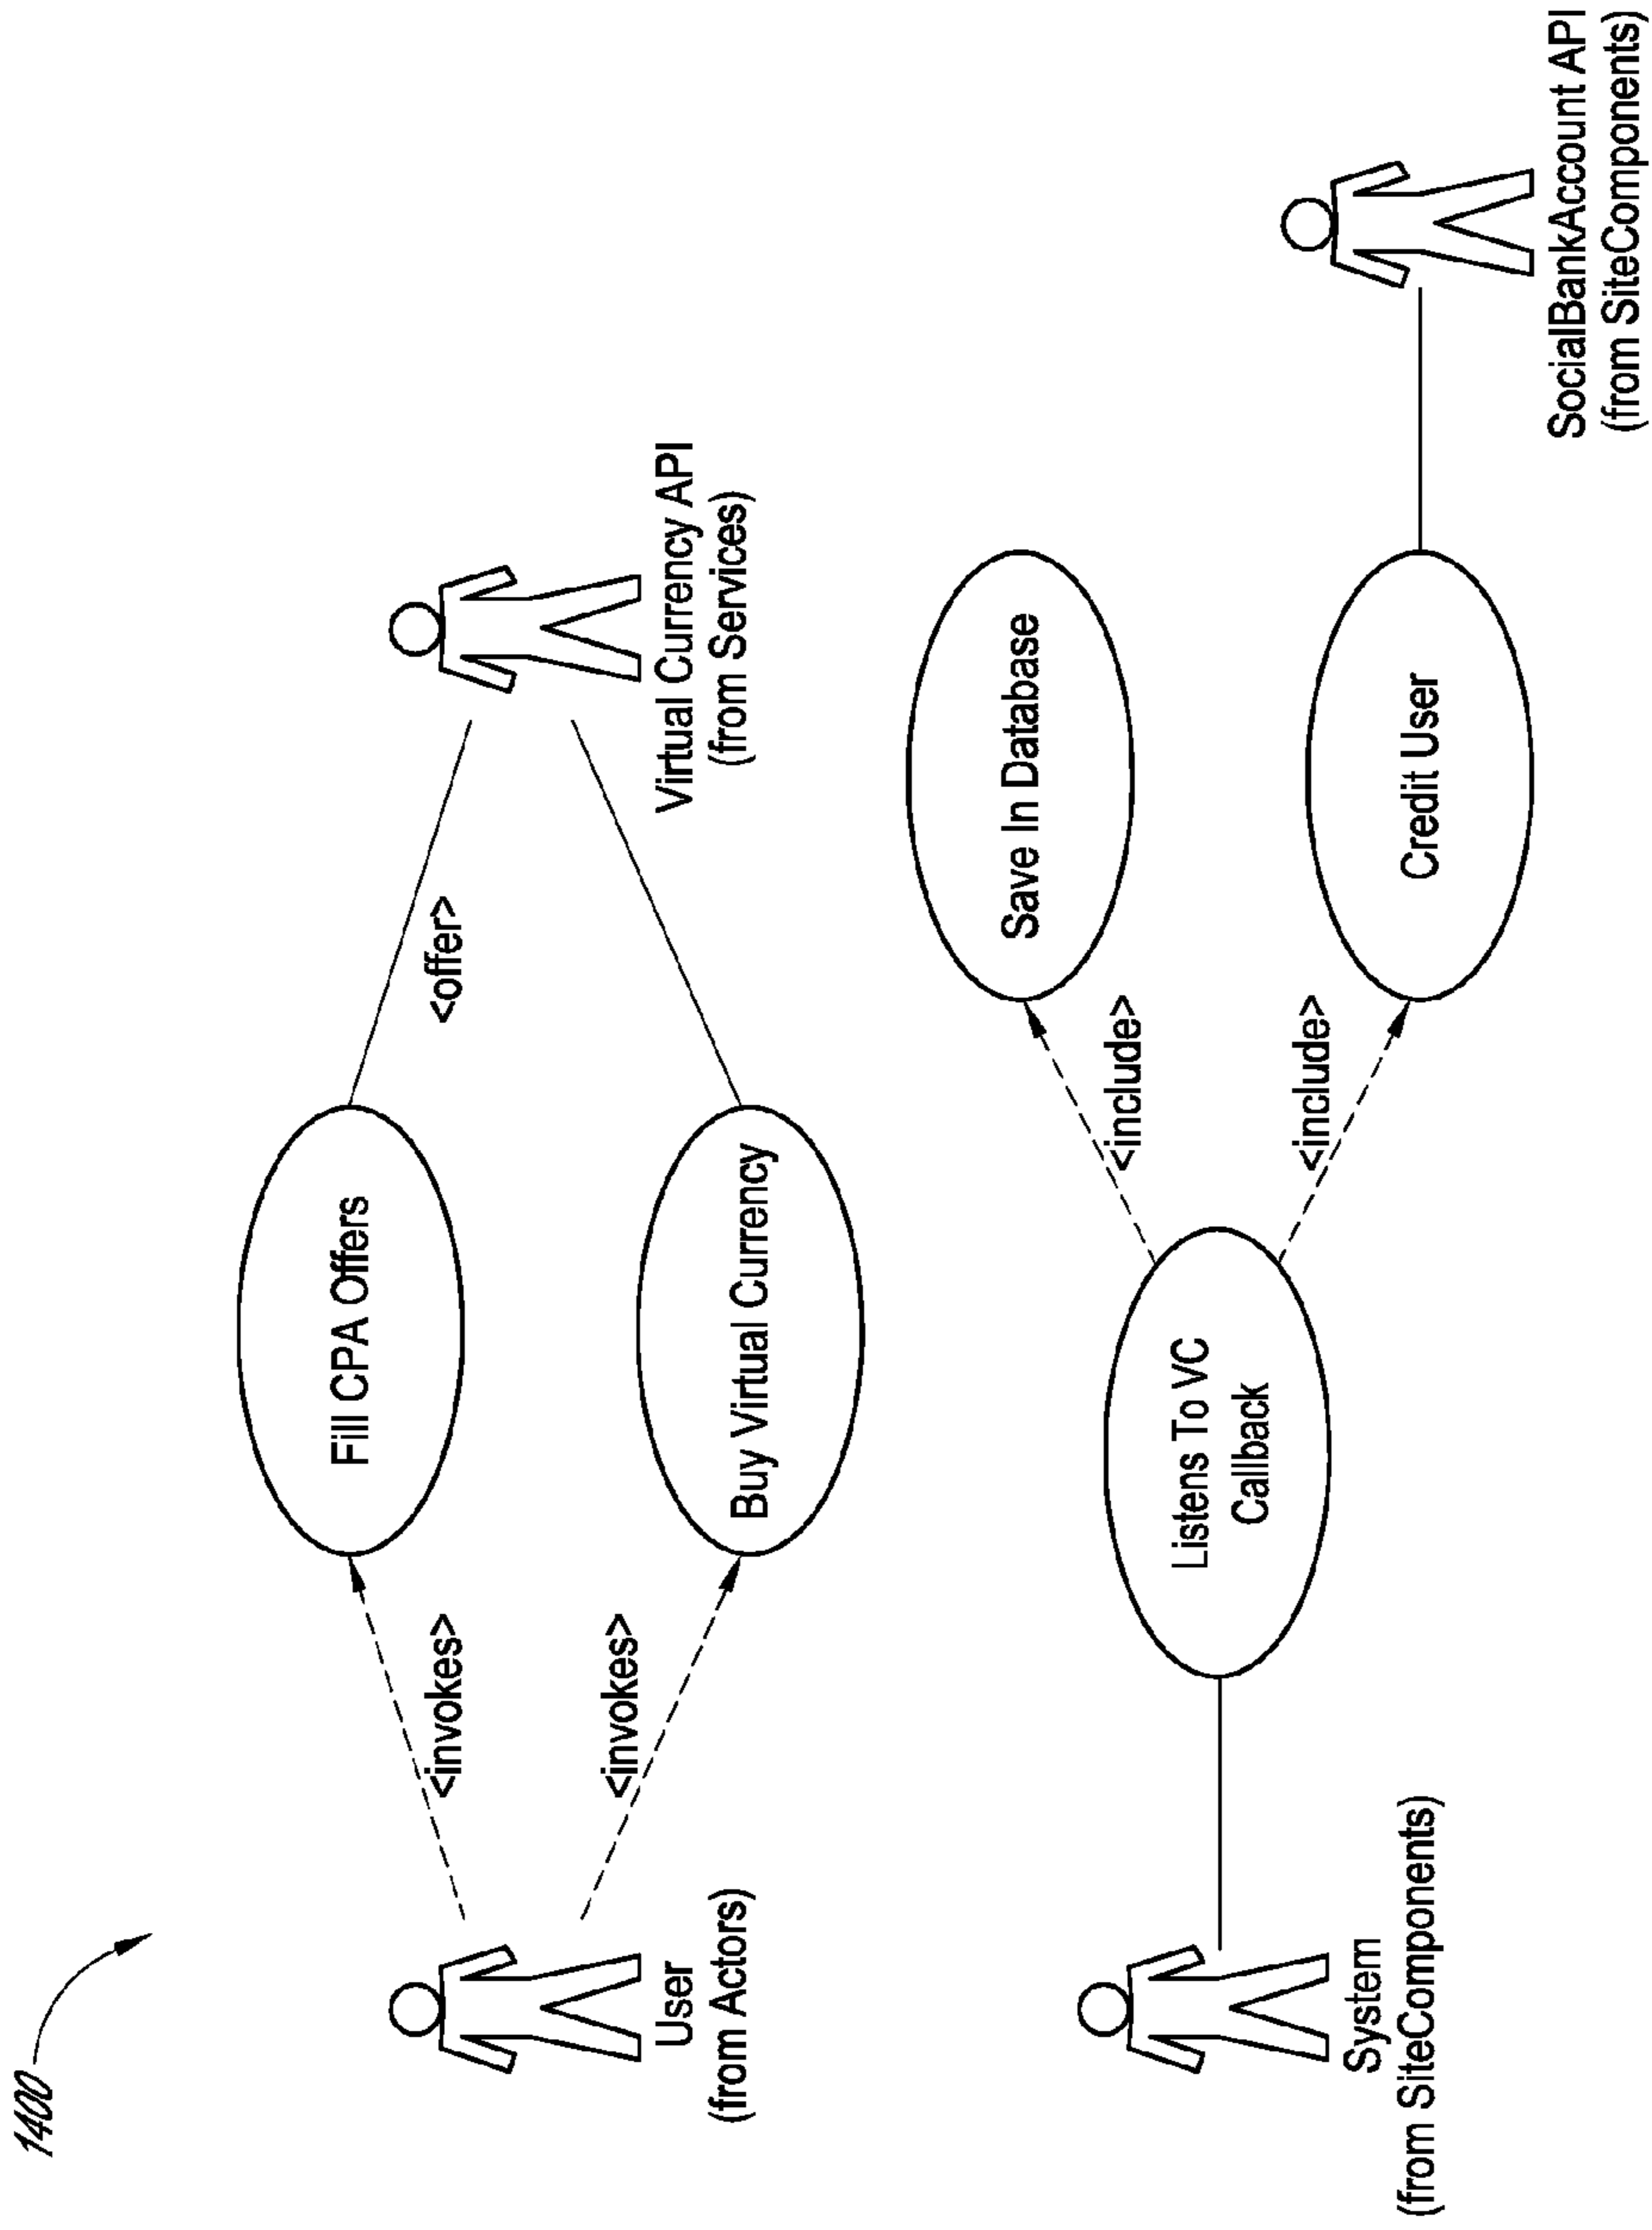 1400
<invokes>
<invokes>
Fill CPA Offers
Buy Virtual Currency
<offer>
User
(from Actors)
Virtual Currency API
(from Services)
System
(from SiteComponents)
Listens To VC
Callback
<include>
<include>
Save In Database
Credit User
SocialBankAccount API
(from SiteComponents)